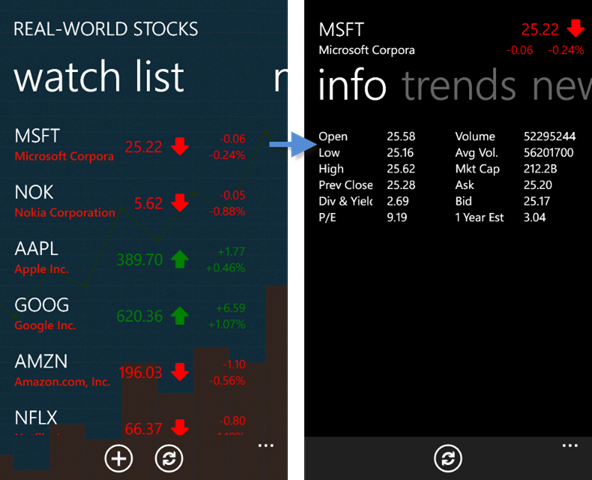 REAL-WORLD STOCKS
watch list
MSFT
Microsoft Corpora
25.22
-0.06
-0.24%
NOK
Nokia Corporation
5.62
-0.05
-0.88%
AAPL
Apple Inc.
389.70
+1.77
+0.46%
GOOG
Google Inc.
620.36
+6.59
+1.07%
AMZN
Amazon.com, Inc.
196.03
-1.10
-0.56%
NFLX
66.37
-0.80
MSFT 25.22
Microsoft Corpora -0.06 -0.24%
info trends new
Open 25.58 Volume 52295244
Low 25.16 Avg Vol. 56201700
High 25.62 Mkt Cap 212.2B
Prev Close 25.28 Ask 25.20
Div & Yield 2.69 Bid 25.17
P/E 9.19 1 Year Est 3.04